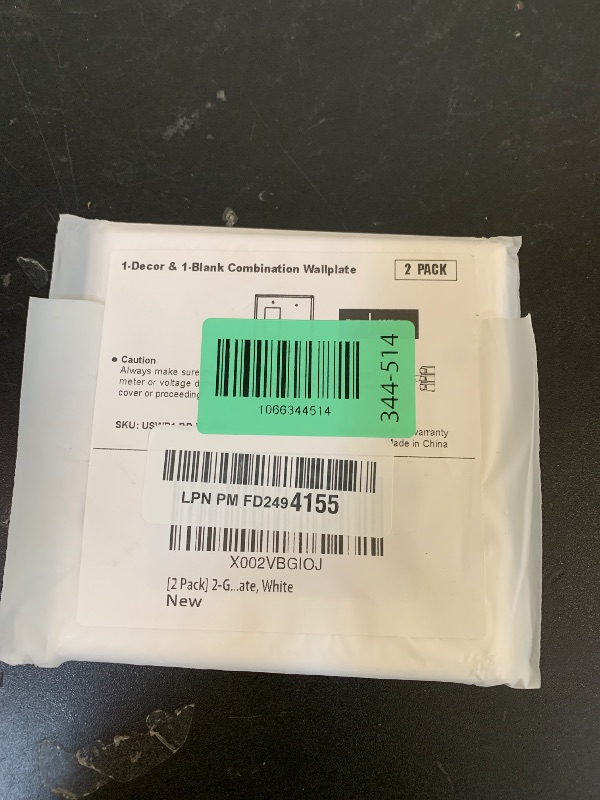 1-Decor & 1-Blank Combination Wallplate
2 PACK
• Caution
Always make sure
meter or voltage d
cover or proceeding
1066344514
344-514
SKU:
warranty
Made in China
LPN PM FD2494155
X002VBGIOJ
[2 Pack] 2-G...ate, White
New